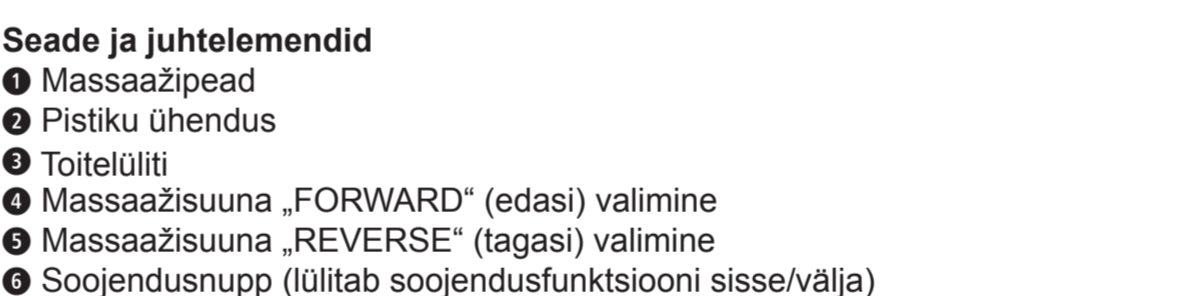 Seade ja juhtelemendid
❶ Massaažipead
❷ Pistiku ühendus
❸ Toitelüliti
❹ Massaažisuuna „FORWARD“ (edasi) valimine
❺ Massaažisuuna „REVERSE“ (tagasi) valimine
❻ Soojendusnupp (lülitab soojendusfunktsiooni sisse/välja)